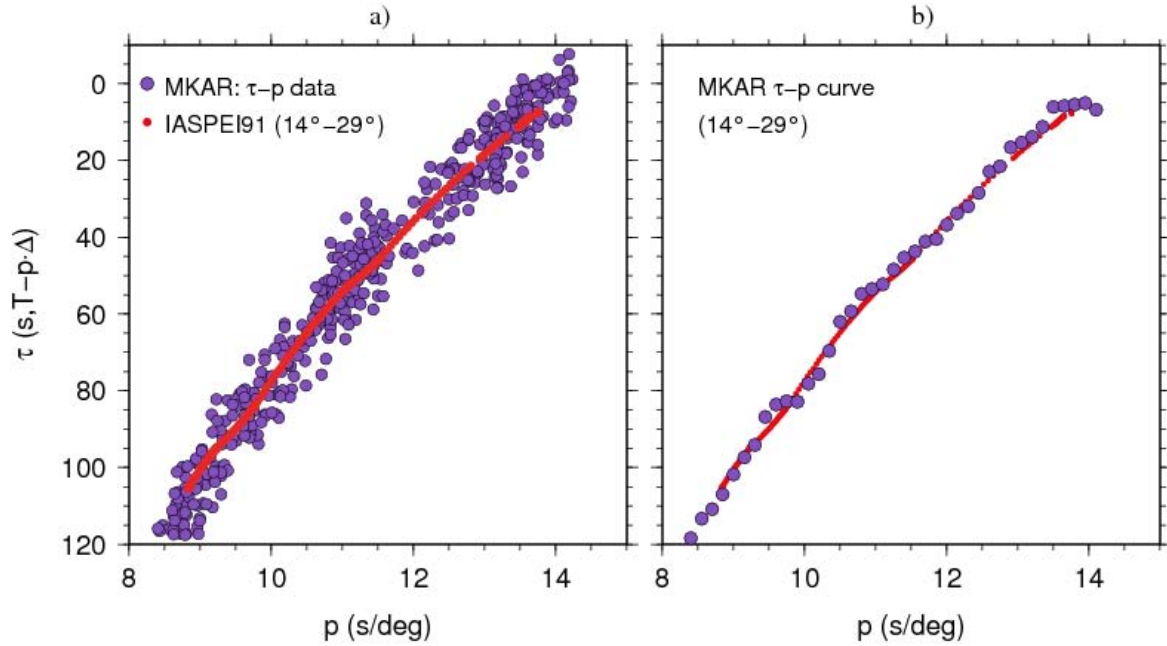 a)
b)
MKAR: τ−p data
IASPEI91 (14°−29°)
MKAR τ−p curve
(14°−29°)
τ (s,T−p·Δ)
0
20
40
60
80
100
120
8 10 12 14
8 10 12 14
p (s/deg)
p (s/deg)